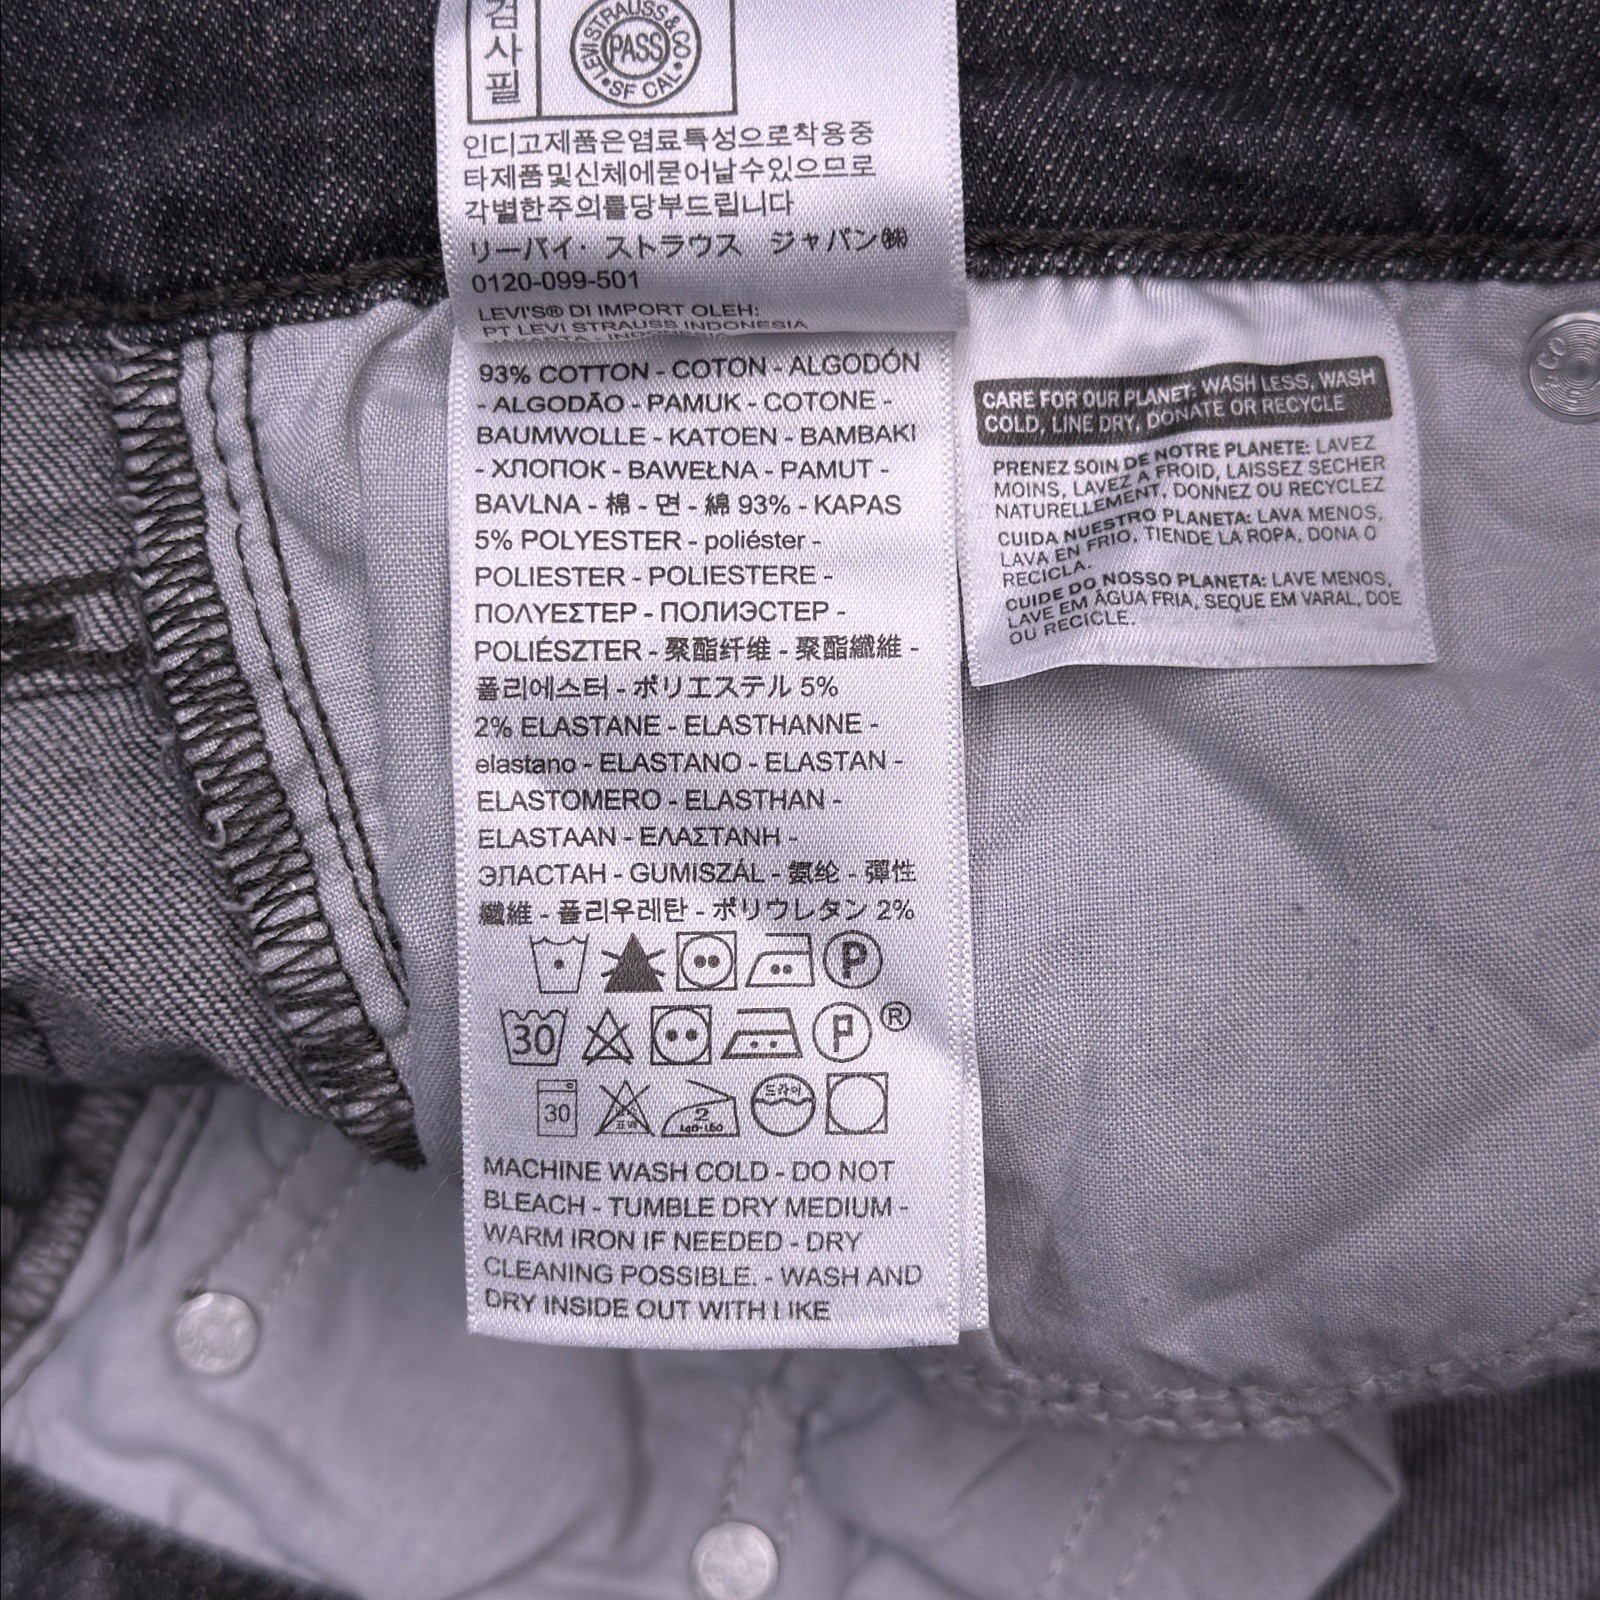 검사필
LEVI STRAUSS & CO
PASS
SF CAL
인디고제품은염료특성으로착용중
타제품및신체에묻어날수있으므로
각별한주의를당부드립니다
リーバイ・ストラウス ジャパン㈱
0120-099-501
LEVI'S® DI IMPORT OLEH:
PT LEVI STRAUSS INDONESIA
93% COTTON - COTON - ALGODÓN
- ALGODÃO - PAMUK - COTONE -
BAUMWOLLE - KATOEN - BAMBAKI
- ХЛОПОК - BAWEŁNA - PAMUT -
BAVLNA - 棉 - 면 - 綿 93% - KAPAS
5% POLYESTER - poliéster -
POLIESTER - POLIESTERE -
ΠΟΛΥΕΣΤΕΡ - ПОЛИЭСТЕР -
POLIÉSZTER - 聚酯纤维 - 聚酯纖維 -
폴리에스터 - ポリエステル 5%
2% ELASTANE - ELASTHANNE -
elastano - ELASTANO - ELASTAN -
ELASTOMERO - ELASTHAN -
ELASTAAN - ΕΛΑΣΤΑΝΗ -
ЭЛАСТАН - GUMISZÁL - 氨纶 - 彈性
纖維 - 폴리우레탄 - ポリウレタン 2%
P
30 P ®
30 표백 2 140-160 드라이
MACHINE WASH COLD - DO NOT
BLEACH - TUMBLE DRY MEDIUM -
WARM IRON IF NEEDED - DRY
CLEANING POSSIBLE. - WASH AND
DRY INSIDE OUT WITH LIKE
CARE FOR OUR PLANET: WASH LESS, WASH
COLD, LINE DRY, DONATE OR RECYCLE
PRENEZ SOIN DE NOTRE PLANETE: LAVEZ
MOINS, LAVEZ A FROID, LAISSEZ SECHER
NATURELLEMENT, DONNEZ OU RECYCLEZ
CUIDA NUESTRO PLANETA: LAVA MENOS,
LAVA EN FRIO, TIENDE LA ROPA, DONA O
RECICLA.
CUIDE DO NOSSO PLANETA: LAVE MENOS,
LAVE EM ÁGUA FRIA, SEQUE EM VARAL, DOE
OU RECICLE.